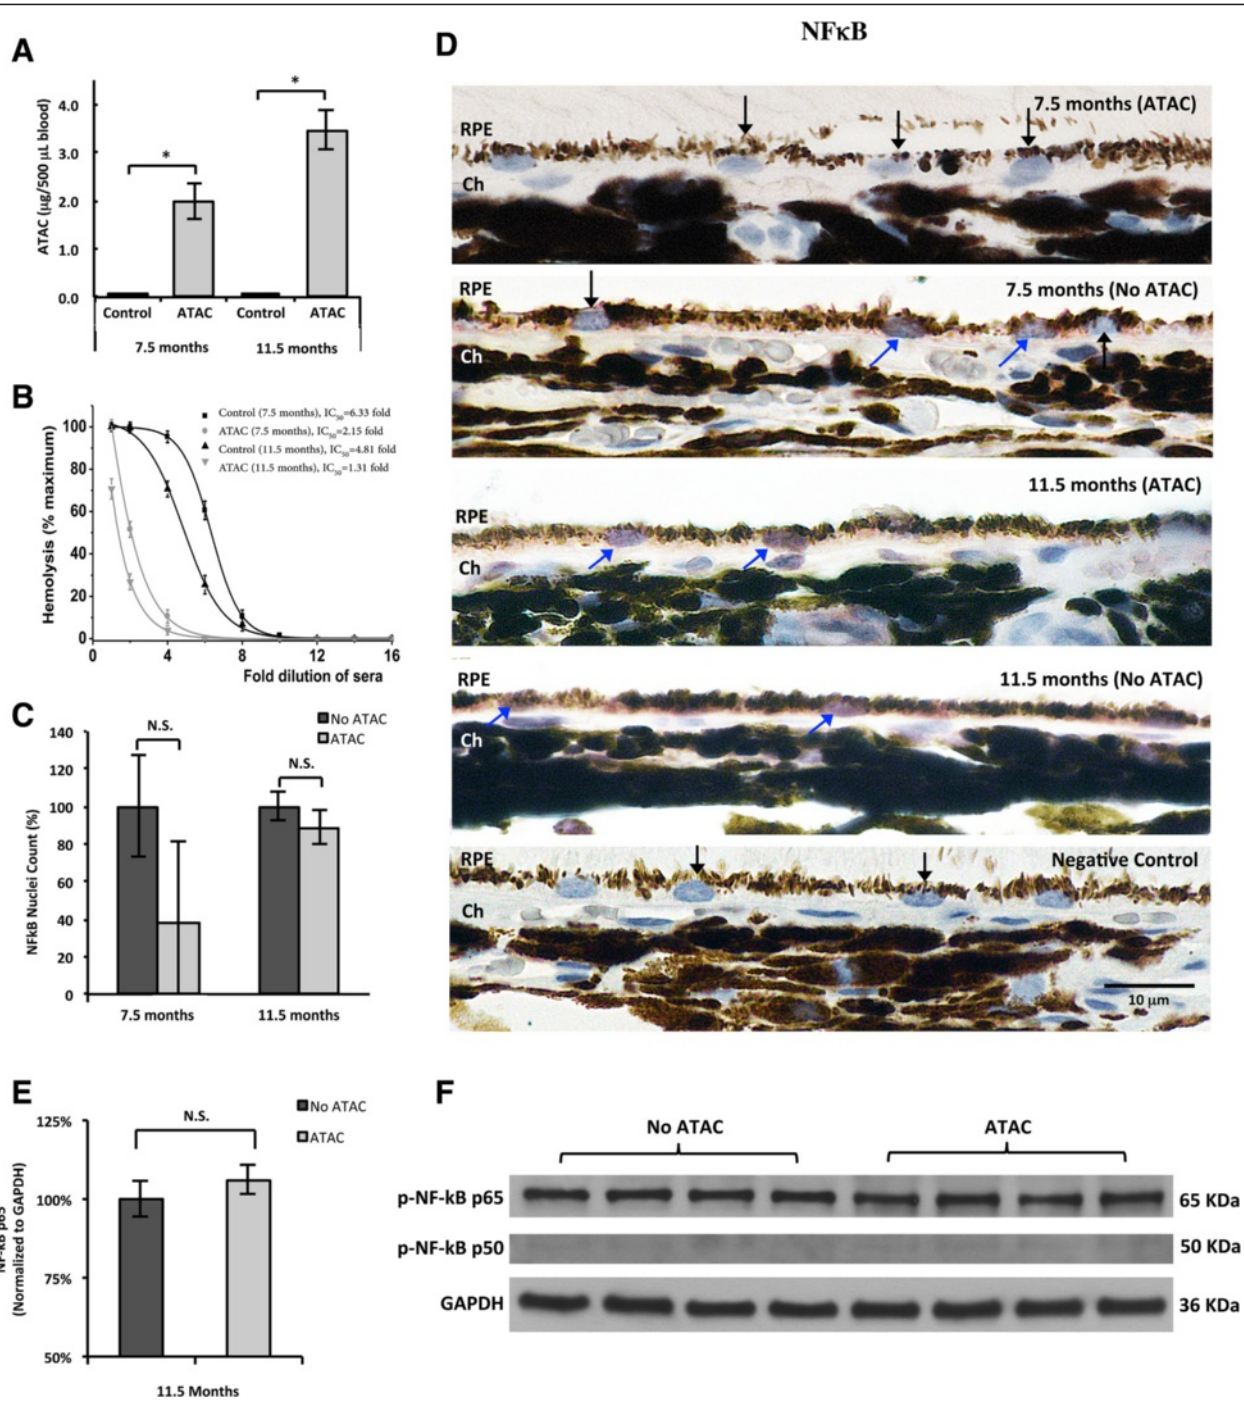 A
ATAC (µg/500 µL blood)
4.0
3.0
2.0
1.0
0.0
*
*
Control
ATAC
Control
ATAC
7.5 months
11.5 months
B
Hemolysis (% maximum)
100
80
60
40
20
0
Control (7.5 months), IC50=6.33 fold
ATAC (7.5 months), IC50=2.15 fold
Control (11.5 months), IC50=4.81 fold
ATAC (11.5 months), IC50=1.31 fold
0
4
8
12
16
Fold dilution of sera
C
No ATAC
ATAC
N.S.
N.S.
NFkB Nuclei Count (%)
140
120
100
80
60
40
20
0
7.5 months
11.5 months
D
NFκB
7.5 months (ATAC)
RPE
Ch
7.5 months (No ATAC)
RPE
Ch
11.5 months (ATAC)
RPE
Ch
11.5 months (No ATAC)
RPE
Ch
Negative Control
RPE
Ch
10 µm
E
No ATAC
ATAC
N.S.
NF-kB p65
(Normalized to GAPDH)
125%
100%
75%
50%
11.5 Months
F
No ATAC
ATAC
p-NF-kB p65
65 KDa
p-NF-kB p50
50 KDa
GAPDH
36 KDa